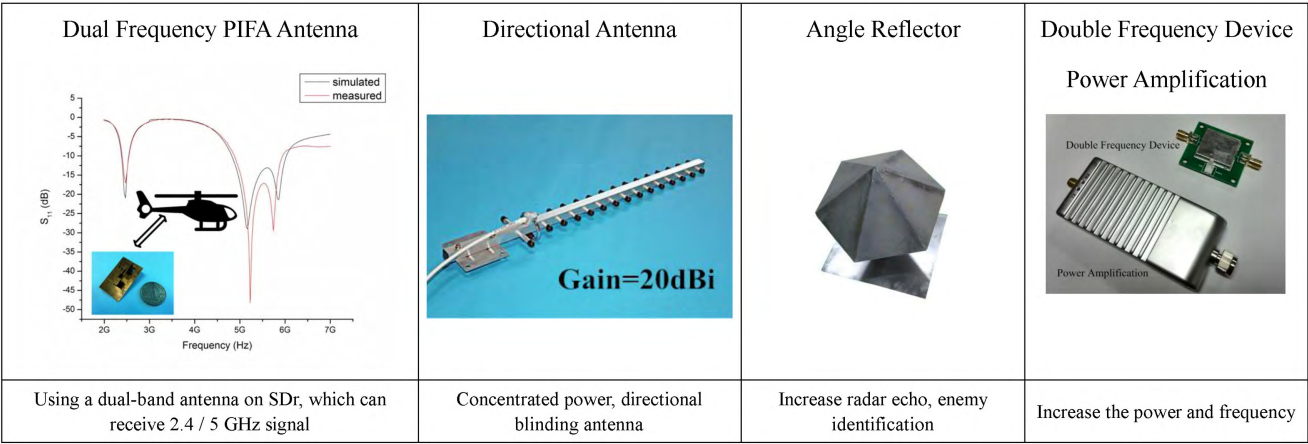 Dual Frequency PIFA Antenna
simulated
measured
5
0
-5
-10
-15
-20
-25
-30
-35
-40
-45
-50
S11 (dB)
2G 3G 4G 5G 6G 7G
Frequency (Hz)
Using a dual-band antenna on SDr, which can
receive 2.4 / 5 GHz signal
Directional Antenna
Gain=20dBi
Concentrated power, directional
blinding antenna
Angle Reflector
Increase radar echo, enemy
identification
Double Frequency Device
Power Amplification
Double Frequency Device
Power Amplification
Increase the power and frequency